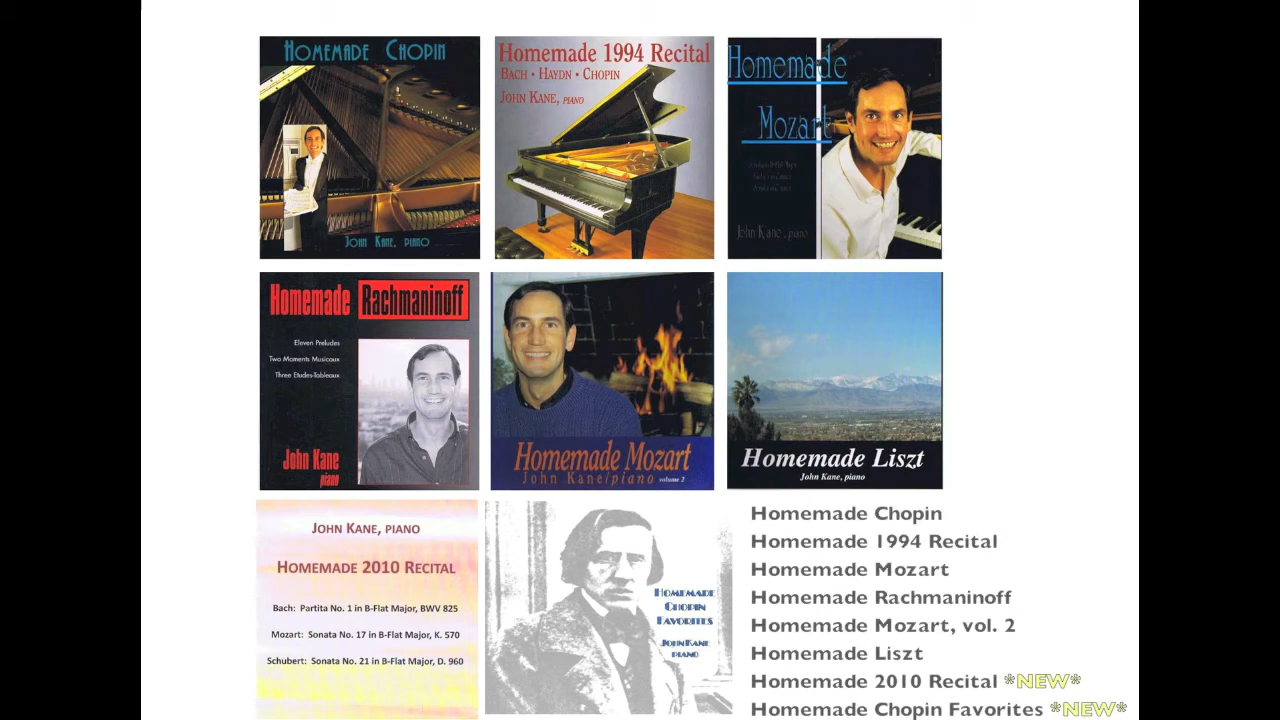 HOMEMADE CHOPIN
JOHN KANE, PIANO
HOMEMADE 1994 RECITAL
BACH • HAYDN • CHOPIN
JOHN KANE, PIANO
Homemade
Mozart
John Kane, piano
Homemade Rachmaninoff
Eleven Preludes
Two Moments Musicaux
Three Etudes-Tableaux
John Kane
piano
Homemade Mozart
John Kane/piano volume 2
Homemade Liszt
John Kane, piano
JOHN KANE, PIANO
HOMEMADE 2010 RECITAL
Bach: Partita No. 1 in B-Flat Major, BWV 825
Mozart: Sonata No. 17 in B-Flat Major, K. 570
Schubert: Sonata No. 21 in B-Flat Major, D. 960
HOMEMADE
CHOPIN
FAVORITES
JOHN KANE
PIANO
Homemade Chopin
Homemade 1994 Recital
Homemade Mozart
Homemade Rachmaninoff
Homemade Mozart, vol. 2
Homemade Liszt
Homemade 2010 Recital *NEW*
Homemade Chopin Favorites *NEW*